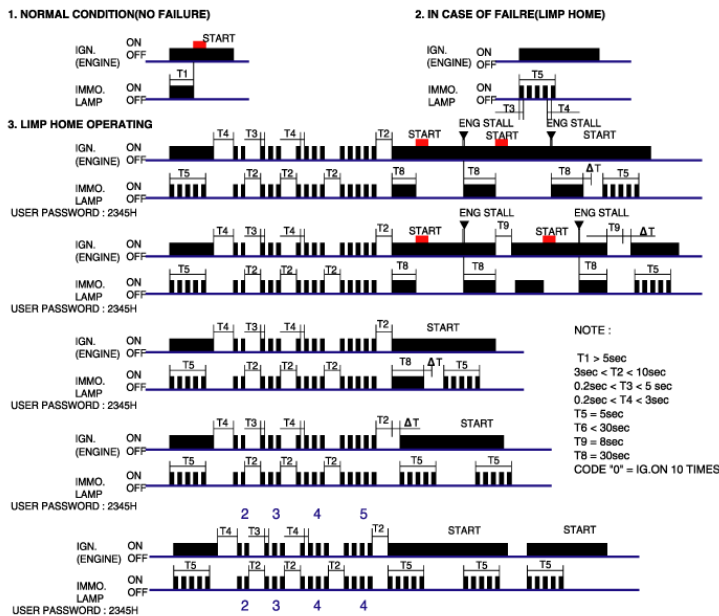 1. NORMAL CONDITION(NO FAILURE)
IGN. (ENGINE) ON OFF START
T1
IMMO. LAMP ON OFF
2. IN CASE OF FAILRE(LIMP HOME)
IGN. (ENGINE) ON OFF
T5
IMMO. LAMP ON OFF
T3 T4
3. LIMP HOME OPERATING
ENG STALL ENG STALL
T4 T3 T4 T2 START START START
IGN. (ENGINE) ON OFF
T5 T2 T2 T2 T8 T8 T8 ΔT T5
IMMO. LAMP ON OFF
USER PASSWORD : 2345H
ENG STALL ENG STALL
T4 T3 T4 T2 START T9 START T9 ΔT
IGN. (ENGINE) ON OFF
T5 T2 T2 T2 T8 T8 T8 T5
IMMO. LAMP ON OFF
USER PASSWORD : 2345H
T4 T3 T4 T2 START
IGN. (ENGINE) ON OFF
T5 T2 T2 T2 T8 ΔT T5
IMMO. LAMP ON OFF
USER PASSWORD : 2345H
T4 T3 T4 T2 ΔT START
IGN. (ENGINE) ON OFF
T5 T2 T2 T2 T5 T5
IMMO. LAMP ON OFF
USER PASSWORD : 2345H
2 3 4 5
T4 T3 T4 T2 START START
IGN. (ENGINE) ON OFF
T5 T2 T2 T2 T5 T5 T5
IMMO. LAMP ON OFF
USER PASSWORD : 2345H
2 3 4 4
NOTE :
T1 > 5sec
3sec < T2 < 10sec
0.2sec < T3 < 5 sec
0.2sec < T4 < 3sec
T5 = 5sec
T6 < 30sec
T9 = 8sec
T8 = 30sec
CODE "0" = IG.ON 10 TIMES